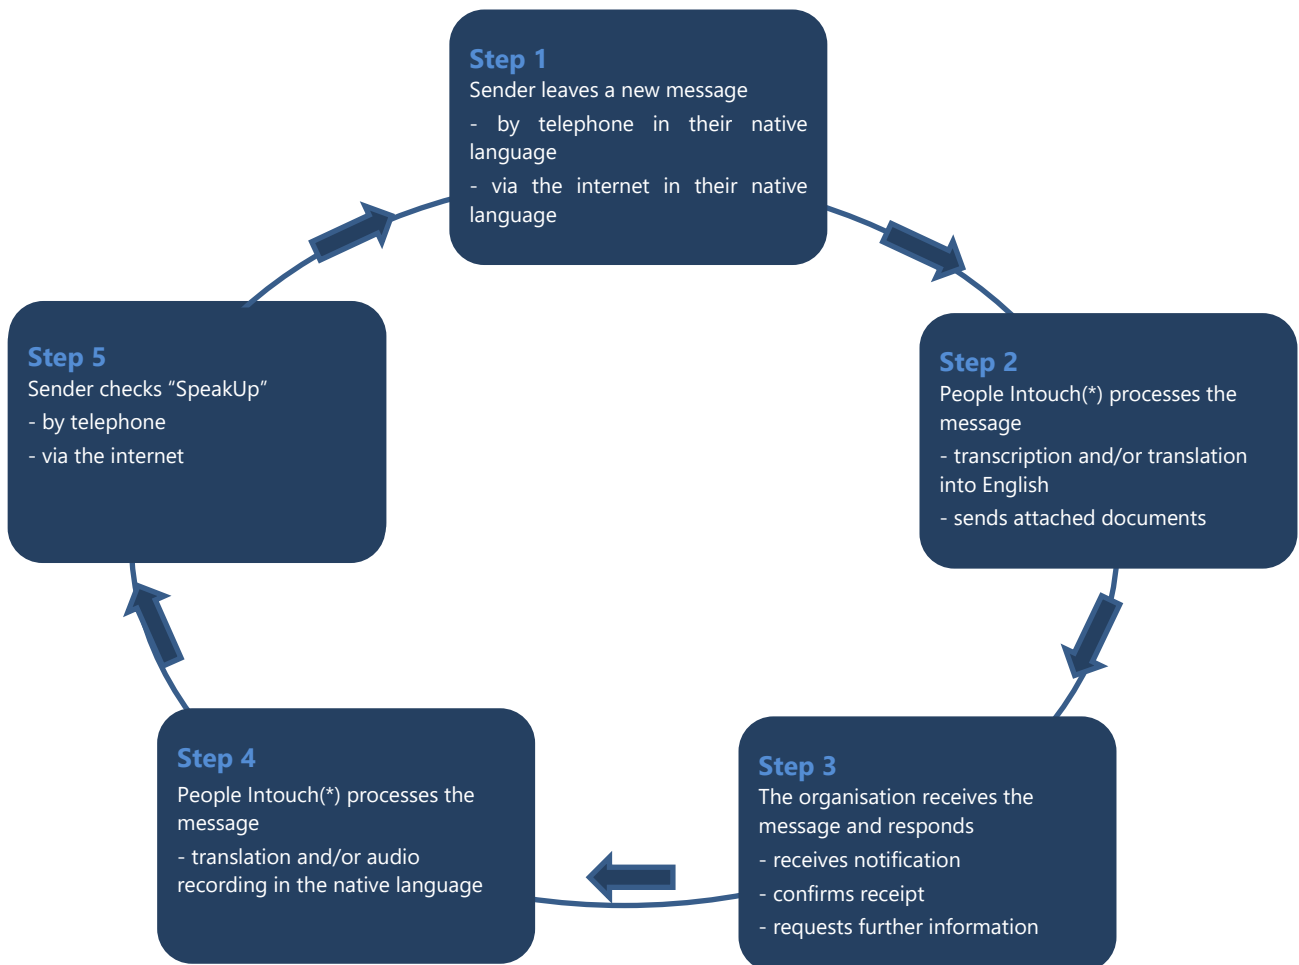 Step 1
Sender leaves a new message
- by telephone in their native
language
- via the internet in their native
language
Step 2
People Intouch(*) processes the
message
- transcription and/or translation
into English
- sends attached documents
Step 3
The organisation receives the
message and responds
- receives notification
- confirms receipt
- requests further information
Step 4
People Intouch(*) processes the
message
- translation and/or audio
recording in the native language
Step 5
Sender checks “SpeakUp”
- by telephone
- via the internet